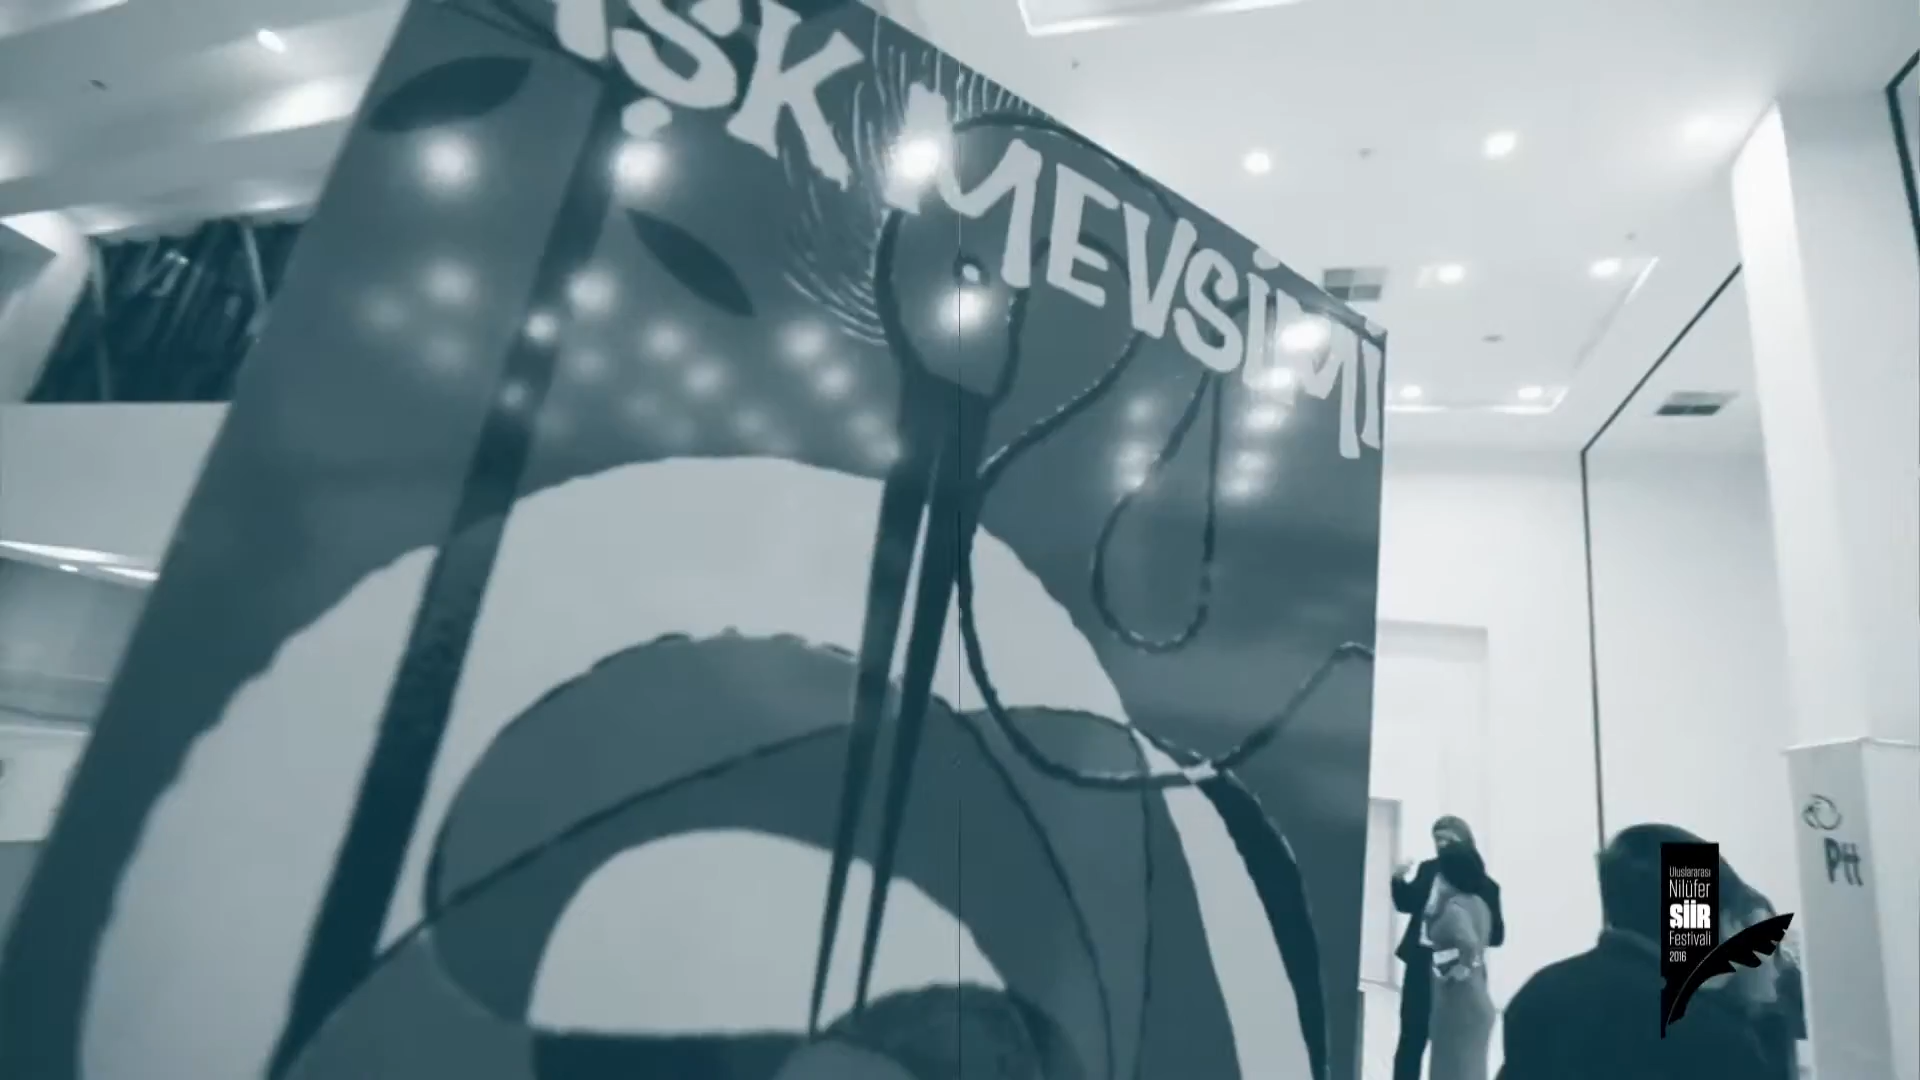 AŞK
MEVSİMİ
Ptt
Uluslararası
Nilüfer
ŞİİR
Festivali
2016